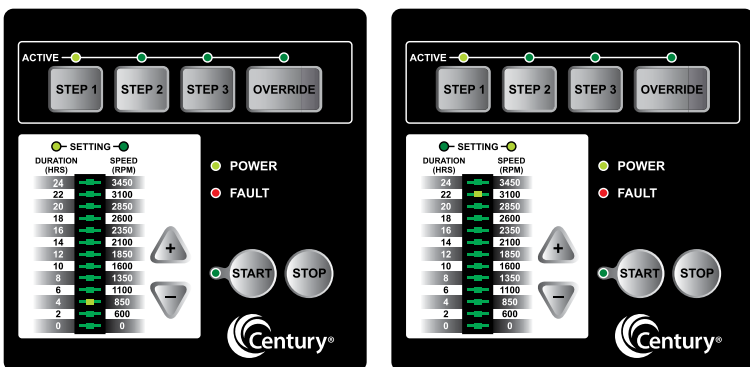 ACTIVE
STEP 1 STEP 2 STEP 3 OVERRIDE
SETTING
DURATION (HRS) SPEED (RPM)
24 3450
22 3100
20 2850
18 2600
16 2350
14 2100
12 1850
10 1600
8 1350
6 1100
4 850
2 600
0 0
+
−
POWER
FAULT
START STOP
Century®
ACTIVE
STEP 1 STEP 2 STEP 3 OVERRIDE
SETTING
DURATION (HRS) SPEED (RPM)
24 3450
22 3100
20 2850
18 2600
16 2350
14 2100
12 1850
10 1600
8 1350
6 1100
4 850
2 600
0 0
+
−
POWER
FAULT
START STOP
Century®